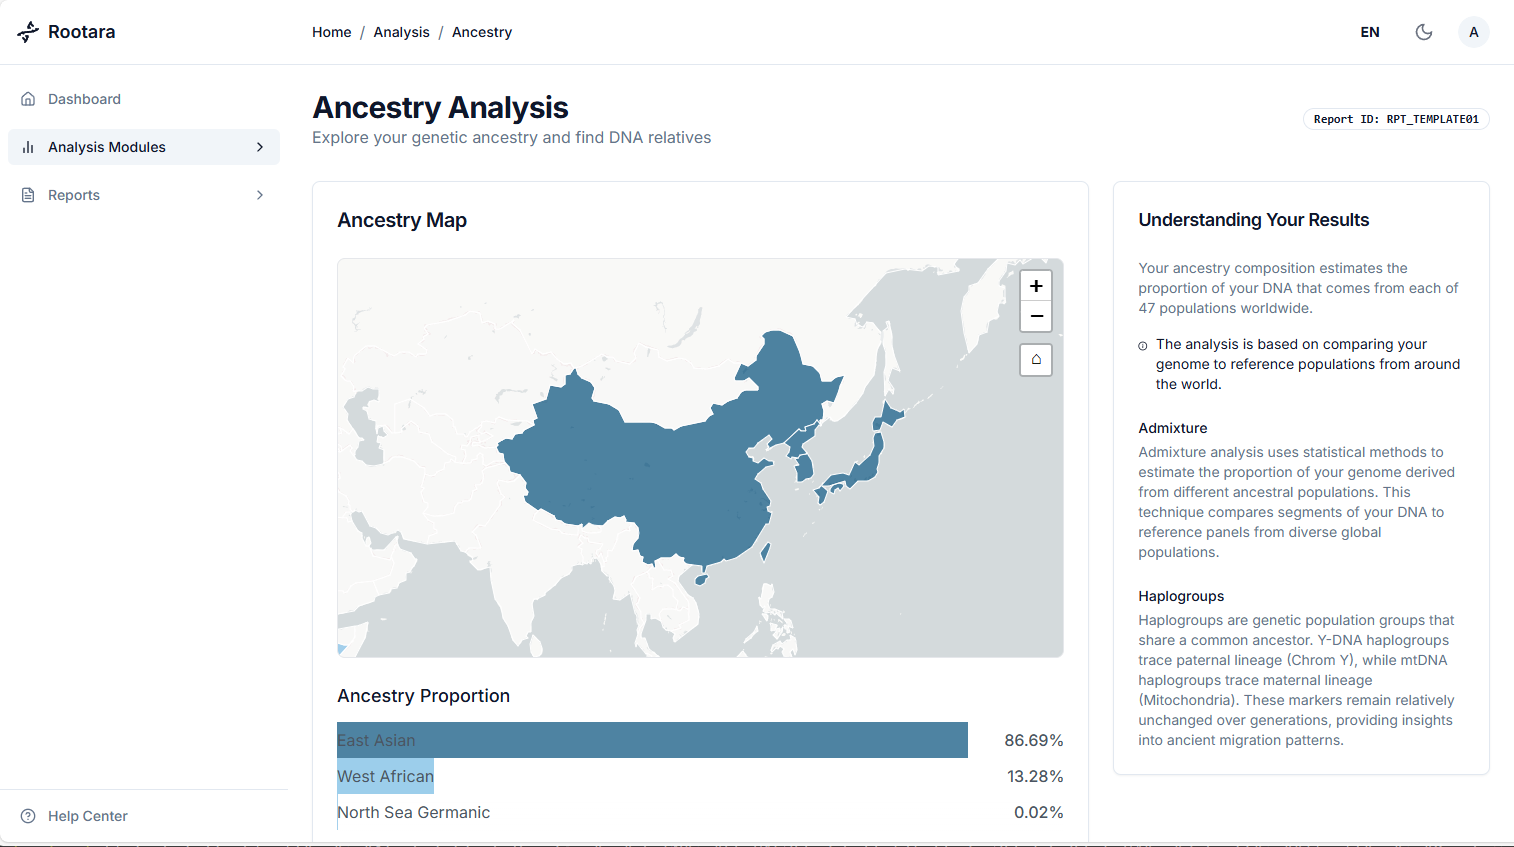 Rootara
Home / Analysis / Ancestry
EN
A
Dashboard
Analysis Modules
Reports
Help Center
Ancestry Analysis
Explore your genetic ancestry and find DNA relatives
Report ID: RPT_TEMPLATE01
Ancestry Map
+
−
Ancestry Proportion
East Asian 86.69%
West African 13.28%
North Sea Germanic 0.02%
Understanding Your Results
Your ancestry composition estimates the
proportion of your DNA that comes from each of
47 populations worldwide.
The analysis is based on comparing your
genome to reference populations from around
the world.
Admixture
Admixture analysis uses statistical methods to
estimate the proportion of your genome derived
from different ancestral populations. This
technique compares segments of your DNA to
reference panels from diverse global
populations.
Haplogroups
Haplogroups are genetic population groups that
share a common ancestor. Y-DNA haplogroups
trace paternal lineage (Chrom Y), while mtDNA
haplogroups trace maternal lineage
(Mitochondria). These markers remain relatively
unchanged over generations, providing insights
into ancient migration patterns.